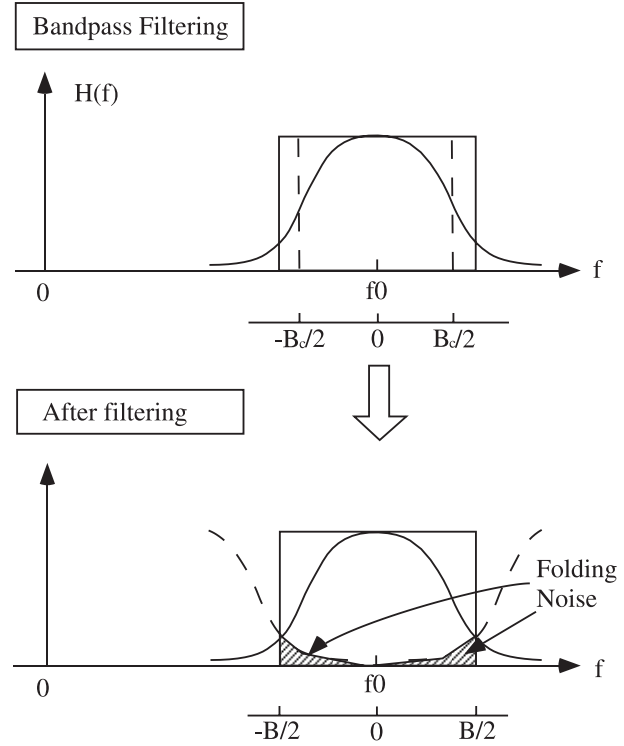 Bandpass Filtering
H(f)
f
0
f0
-Bc/2 0 Bc/2
After filtering
Folding
Noise
f
0
f0
-B/2 0 B/2